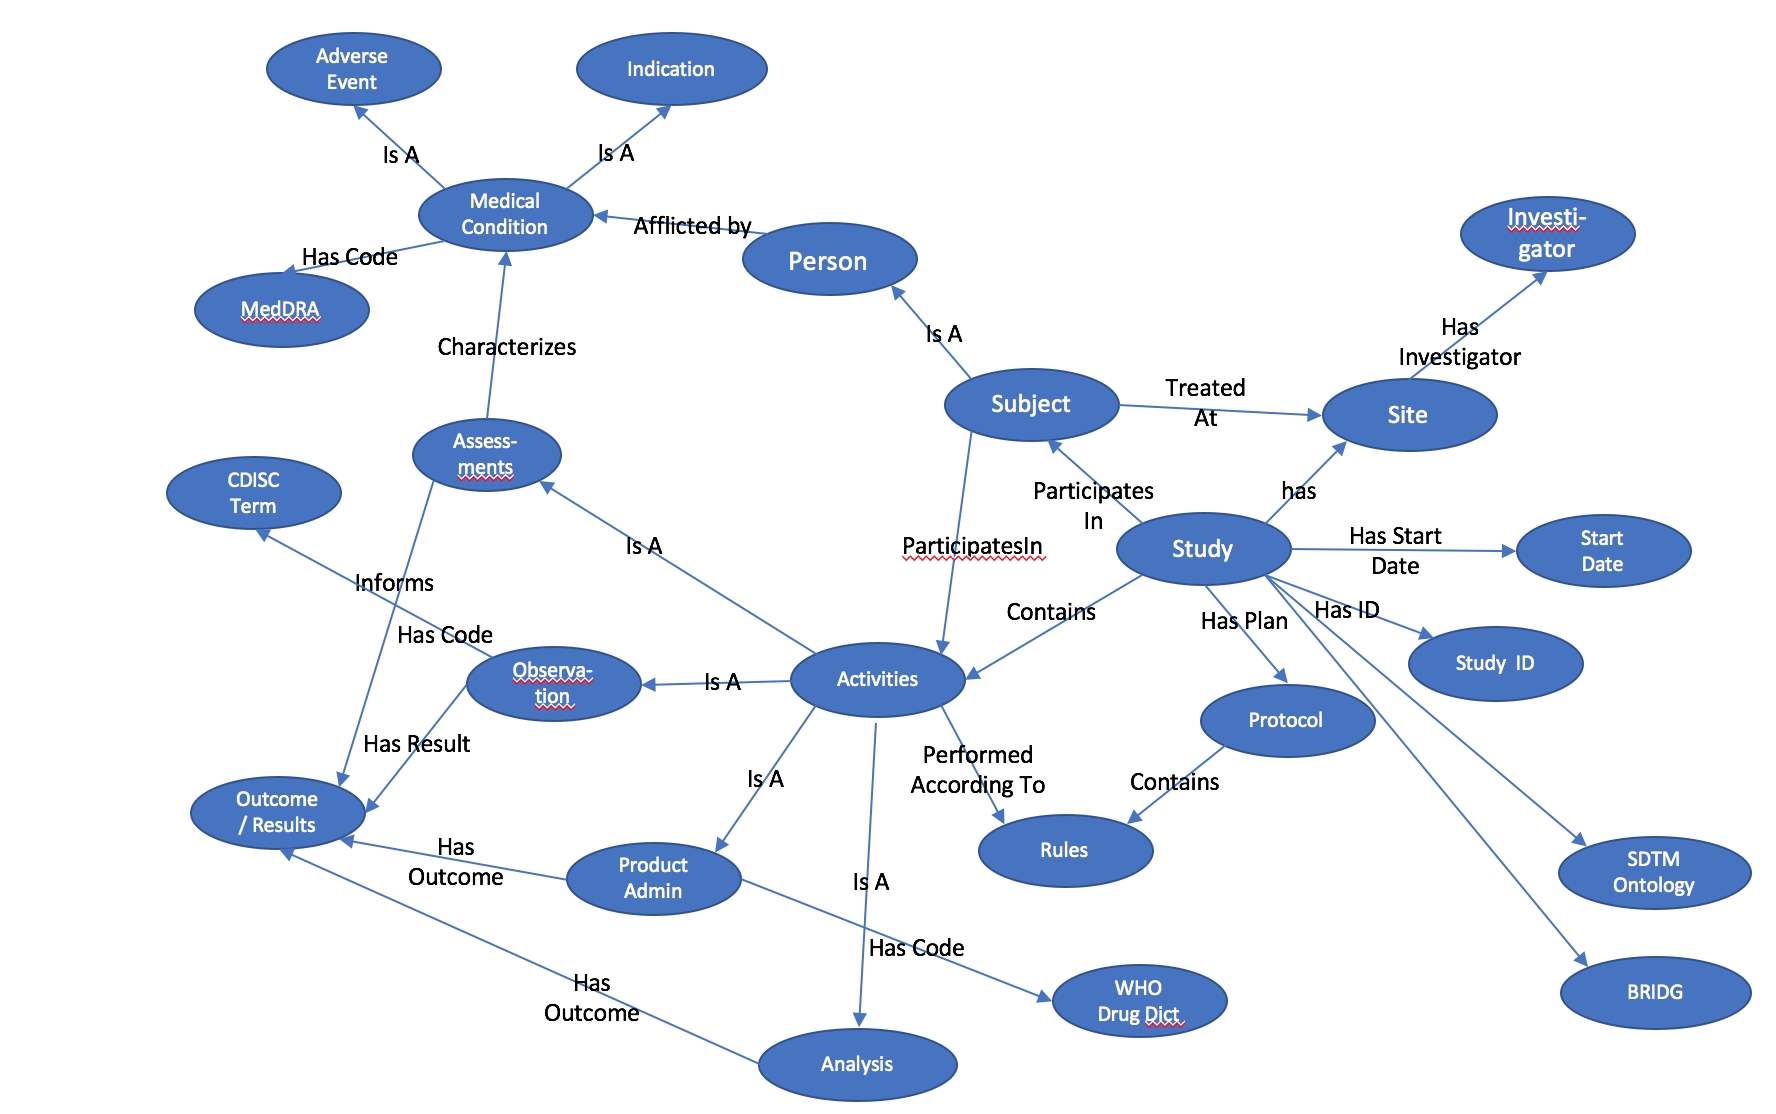 Adverse
Event
Indication
Is A
Is A
Medical
Condition
Afflicted by
Investi-
gator
Person
Has Code
MedDRA
Is A
Has
Investigator
Characterizes
Subject
Treated
At
Site
Assess-
ments
CDISC
Term
Participates
In
has
Is A
ParticipatesIn
Study
Has Start
Date
Start
Date
Informs
Contains
Has Plan
Has ID
Has Code
Observa-
tion
Is A
Activities
Study  ID
Protocol
Has Result
Performed
According To
Is A
Contains
Outcome
/ Results
Has
Outcome
Product
Admin
Is A
Rules
SDTM
Ontology
Has Code
Has
Outcome
WHO
Drug Dict
BRIDG
Analysis